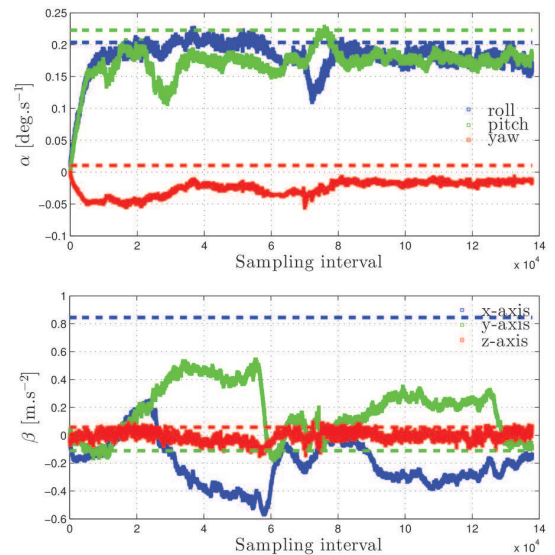 0.25
0.2
0.15
0.1
0.05
0
−0.05
−0.1
α [deg.s⁻¹]
roll
pitch
yaw
0 2 4 6 8 10 12 14
x 10⁴
Sampling interval
1
0.8
0.6
0.4
0.2
0
−0.2
−0.4
−0.6
β [m.s⁻²]
x-axis
y-axis
z-axis
0 2 4 6 8 10 12 14
x 10⁴
Sampling interval